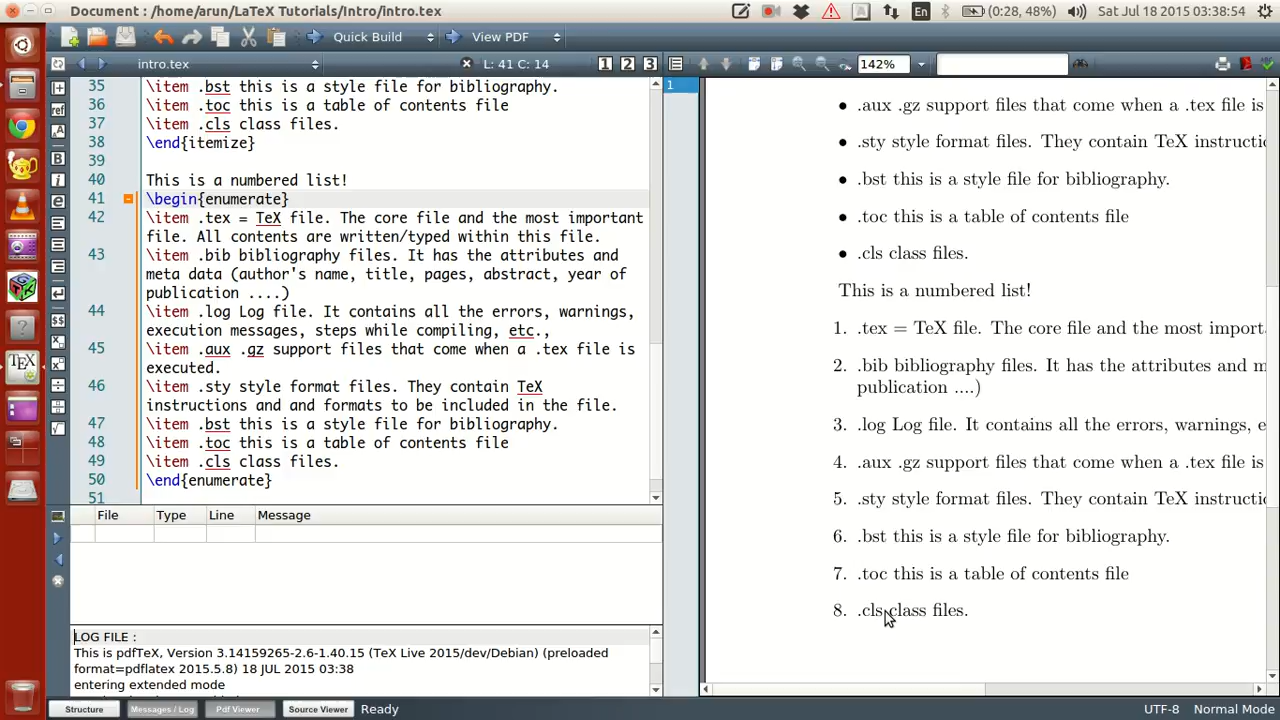 Document : /home/arun/LaTeX Tutorials/Intro/intro.tex
En (0:28, 48%) Sat Jul 18 2015 03:38:54
Quick Build View PDF
intro.tex L: 41 C: 14 1 2 3 142%
35 \item .bst this is a style file for bibliography.
36 \item .toc this is a table of contents file
37 \item .cls class files.
38 \end{itemize}
39
40 This is a numbered list!
41 \begin{enumerate}
42 \item .tex = TeX file. The core file and the most important
file. All contents are written/typed within this file.
43 \item .bib bibliography files. It has the attributes and
meta data (author's name, title, pages, abstract, year of
publication ....)
44 \item .log Log file. It contains all the errors, warnings,
execution messages, steps while compiling, etc.,
45 \item .aux .gz support files that come when a .tex file is
executed.
46 \item .sty style format files. They contain TeX
instructions and and formats to be included in the file.
47 \item .bst this is a style file for bibliography.
48 \item .toc this is a table of contents file
49 \item .cls class files.
50 \end{enumerate}
51
File Type Line Message
LOG FILE :
This is pdfTeX, Version 3.14159265-2.6-1.40.15 (TeX Live 2015/dev/Debian) (preloaded
format=pdflatex 2015.5.8) 18 JUL 2015 03:38
entering extended mode
1
• .aux .gz support files that come when a .tex file is
• .sty style format files. They contain TeX instructi
• .bst this is a style file for bibliography.
• .toc this is a table of contents file
• .cls class files.
This is a numbered list!
1. .tex = TeX file. The core file and the most import
2. .bib bibliography files. It has the attributes and m
publication ....)
3. .log Log file. It contains all the errors, warnings, e
4. .aux .gz support files that come when a .tex file is
5. .sty style format files. They contain TeX instructi
6. .bst this is a style file for bibliography.
7. .toc this is a table of contents file
8. .cls class files.
Structure Messages / Log Pdf Viewer Source Viewer Ready UTF-8 Normal Mode